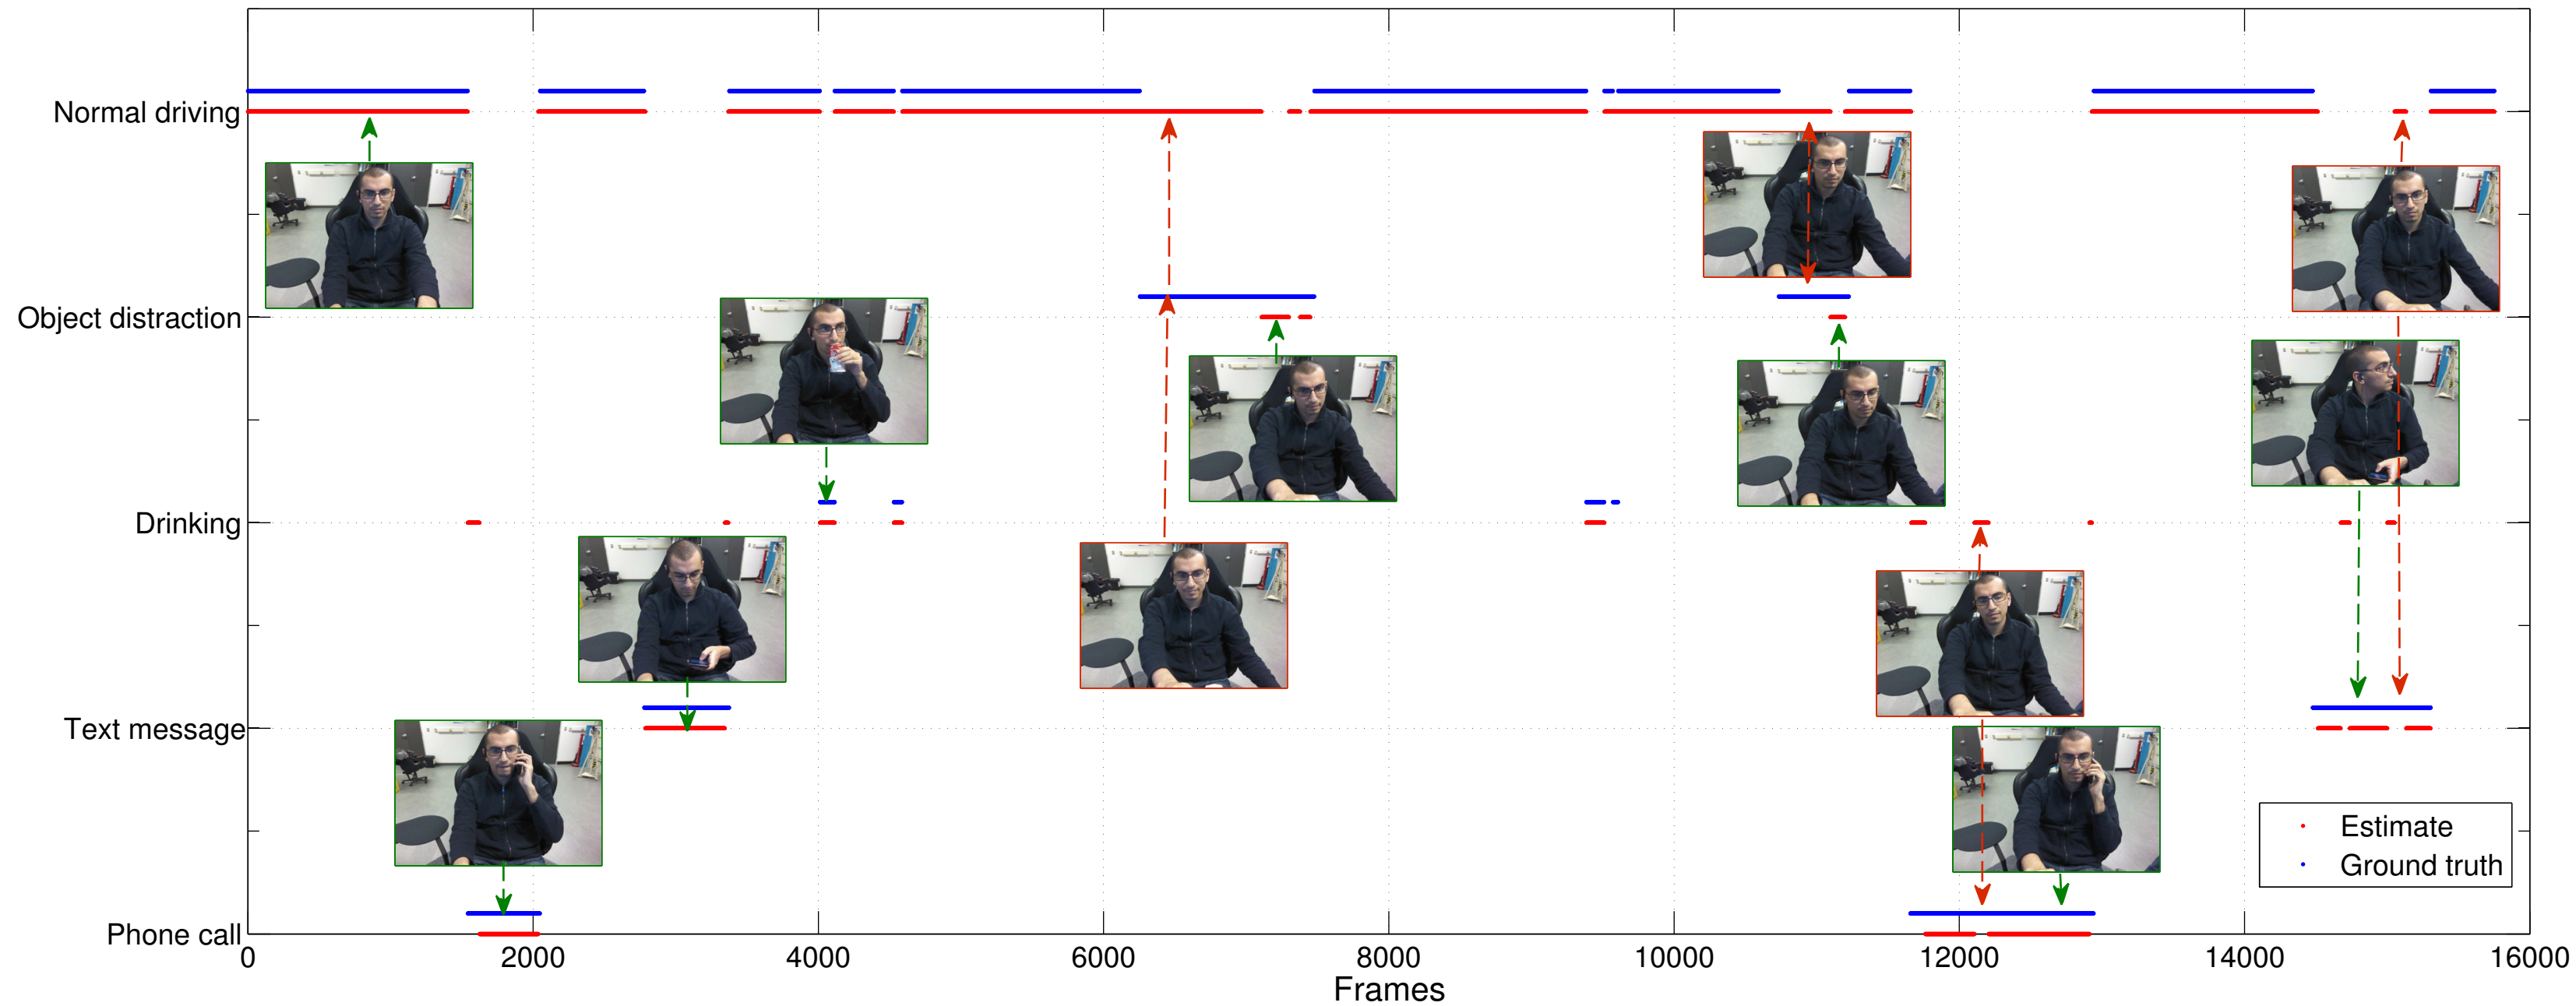 Normal driving
Object distraction
Drinking
Text message
Phone call
Estimate
Ground truth
0 2000 4000 6000 8000 10000 12000 14000 16000
Frames